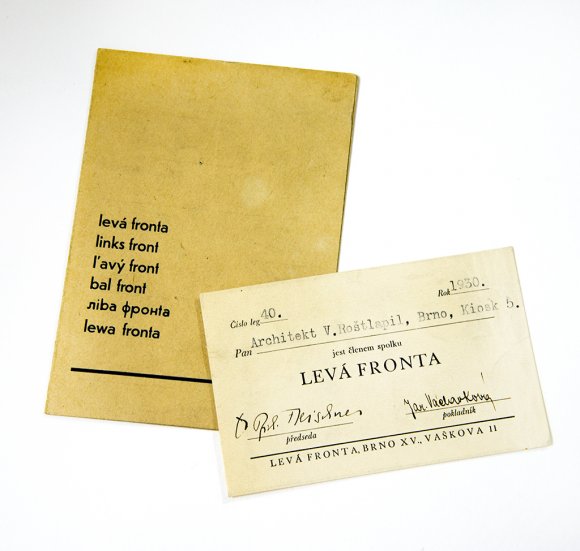 levá fronta
links front
ľavý front
bal front
ліва фронта
lewa fronta
Číslo leg. 40.
Rok 1930.
Pan Architekt V.Roštlapil, Brno, Kiosk 5.
jest členem spolku
LEVÁ FRONTA
předseda
pokladník
LEVÁ FRONTA, BRNO XV., VAŠKOVA 11